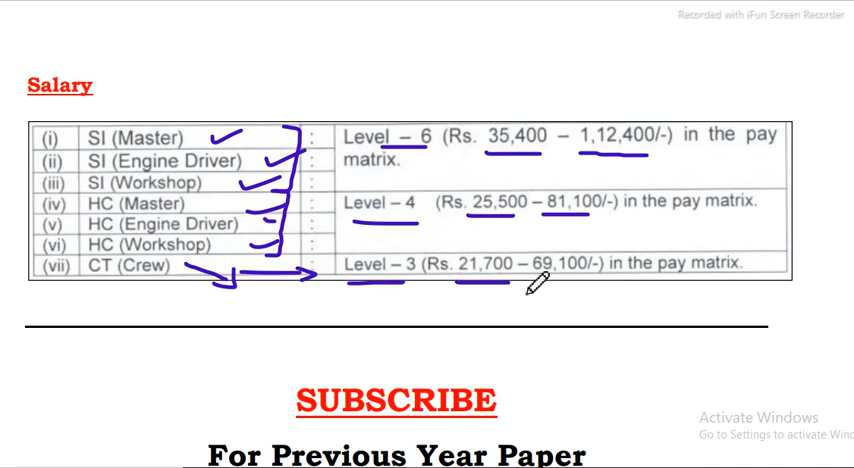 Recorded with iFun Screen Recorder
Salary
(i) SI (Master) : Level – 6 (Rs. 35,400 – 1,12,400/-) in the pay
(ii) SI (Engine Driver) : matrix.
(iii) SI (Workshop) :
(iv) HC (Master) : Level – 4 (Rs. 25,500 – 81,100/-) in the pay matrix.
(v) HC (Engine Driver) :
(vi) HC (Workshop) :
(vii) CT (Crew) : Level – 3 (Rs. 21,700 – 69,100/-) in the pay matrix.
SUBSCRIBE
Activate Windows
Go to Settings to activate Winc
For Previous Year Paper